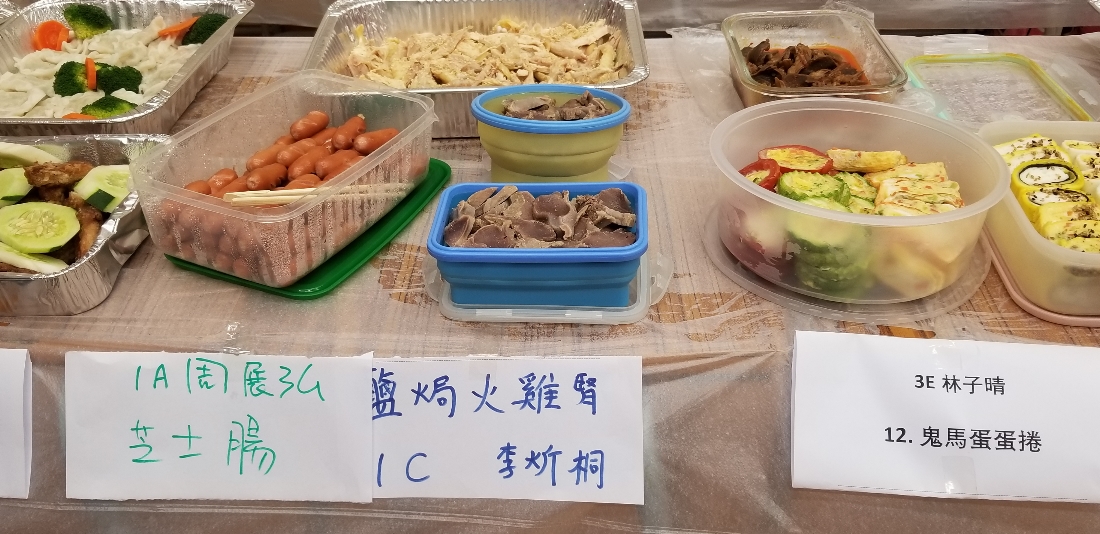 1A 周展弘
芝士腸
鹽焗火雞腎
1C 李炘桐
3E 林子晴
12. 鬼馬蛋蛋捲